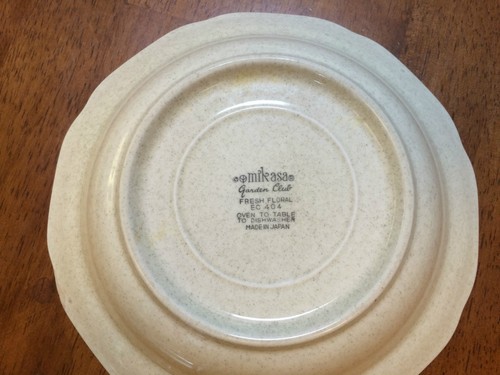 mikasa
Garden Club
FRESH FLORAL
EC 404
OVEN TO TABLE
TO DISHWASHER
MADE IN JAPAN